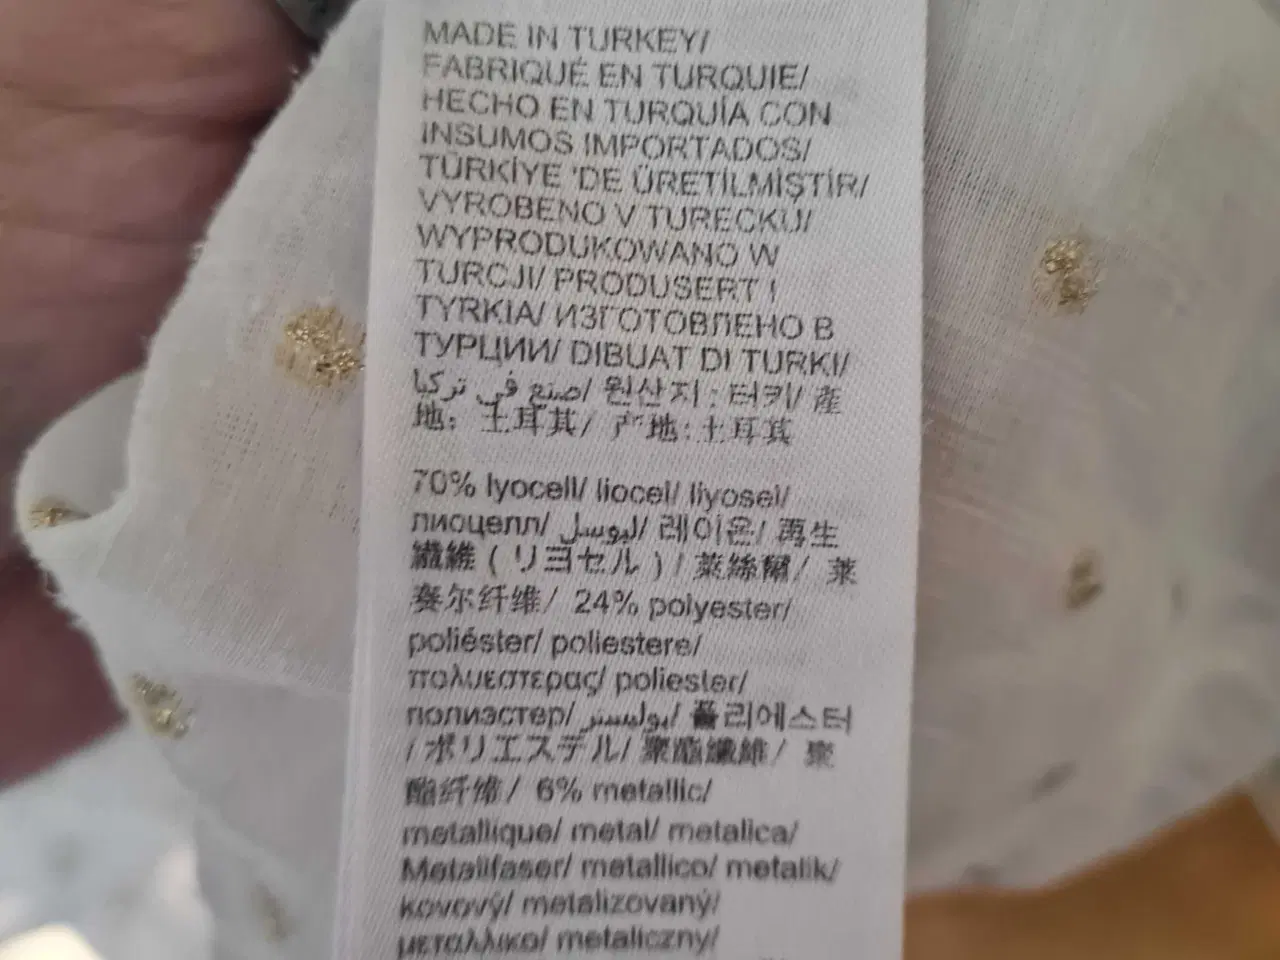 MADE IN TURKEY/
FABRIQUÉ EN TURQUIE/
HECHO EN TURQUÍA CON
INSUMOS IMPORTADOS/
TÜRKİYE 'DE ÜRETİLMİŞTİR/
VYROBENO V TURECKU/
WYPRODUKOWANO W
TURCJI/ PRODUSERT I
TYRKIA/ ИЗГОТОВЛЕНО В
ТУРЦИИ/ DIBUAT DI TURKI/
صنع في تركيا/ 원산지 : 터키/ 產
地: 土耳其/ 产地:土耳其
70% lyocell/ liocel/ liyosel/
лиоцелл/ ليوسل/ 레이온/ 再生
繊維 ( リヨセル ) / 萊絲爾/ 莱
赛尔纤维/ 24% polyester/
poliéster/ poliestere/
πολυεστερας/ poliester/
полиэстер/ بوليستر/ 폴리에스터
/ ポリエステル/ 聚酯纖維/ 聚
酯纤维/ 6% metallic/
metallique/ metal/ metalica/
Metallfaser/ metallico/ metalik/
kovový/ metalizovaný/
μεταλλικο/ metaliczny/